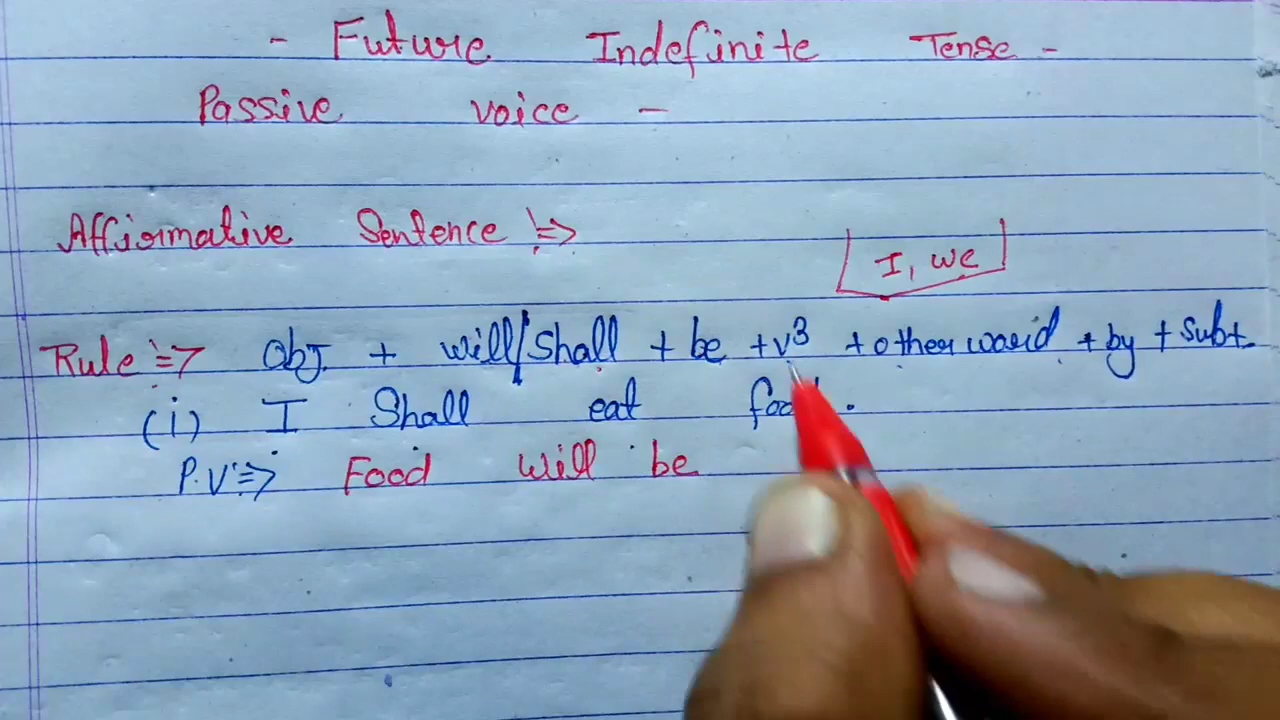 - Future Indefinite Tense -
Passive voice -
Affirmative Sentence ⇒
I, we
Rule ⇒ Obj. + will/shall + be + v³ + other word + by + subt.
(i) I Shall eat food.
P.V ⇒ Food will be